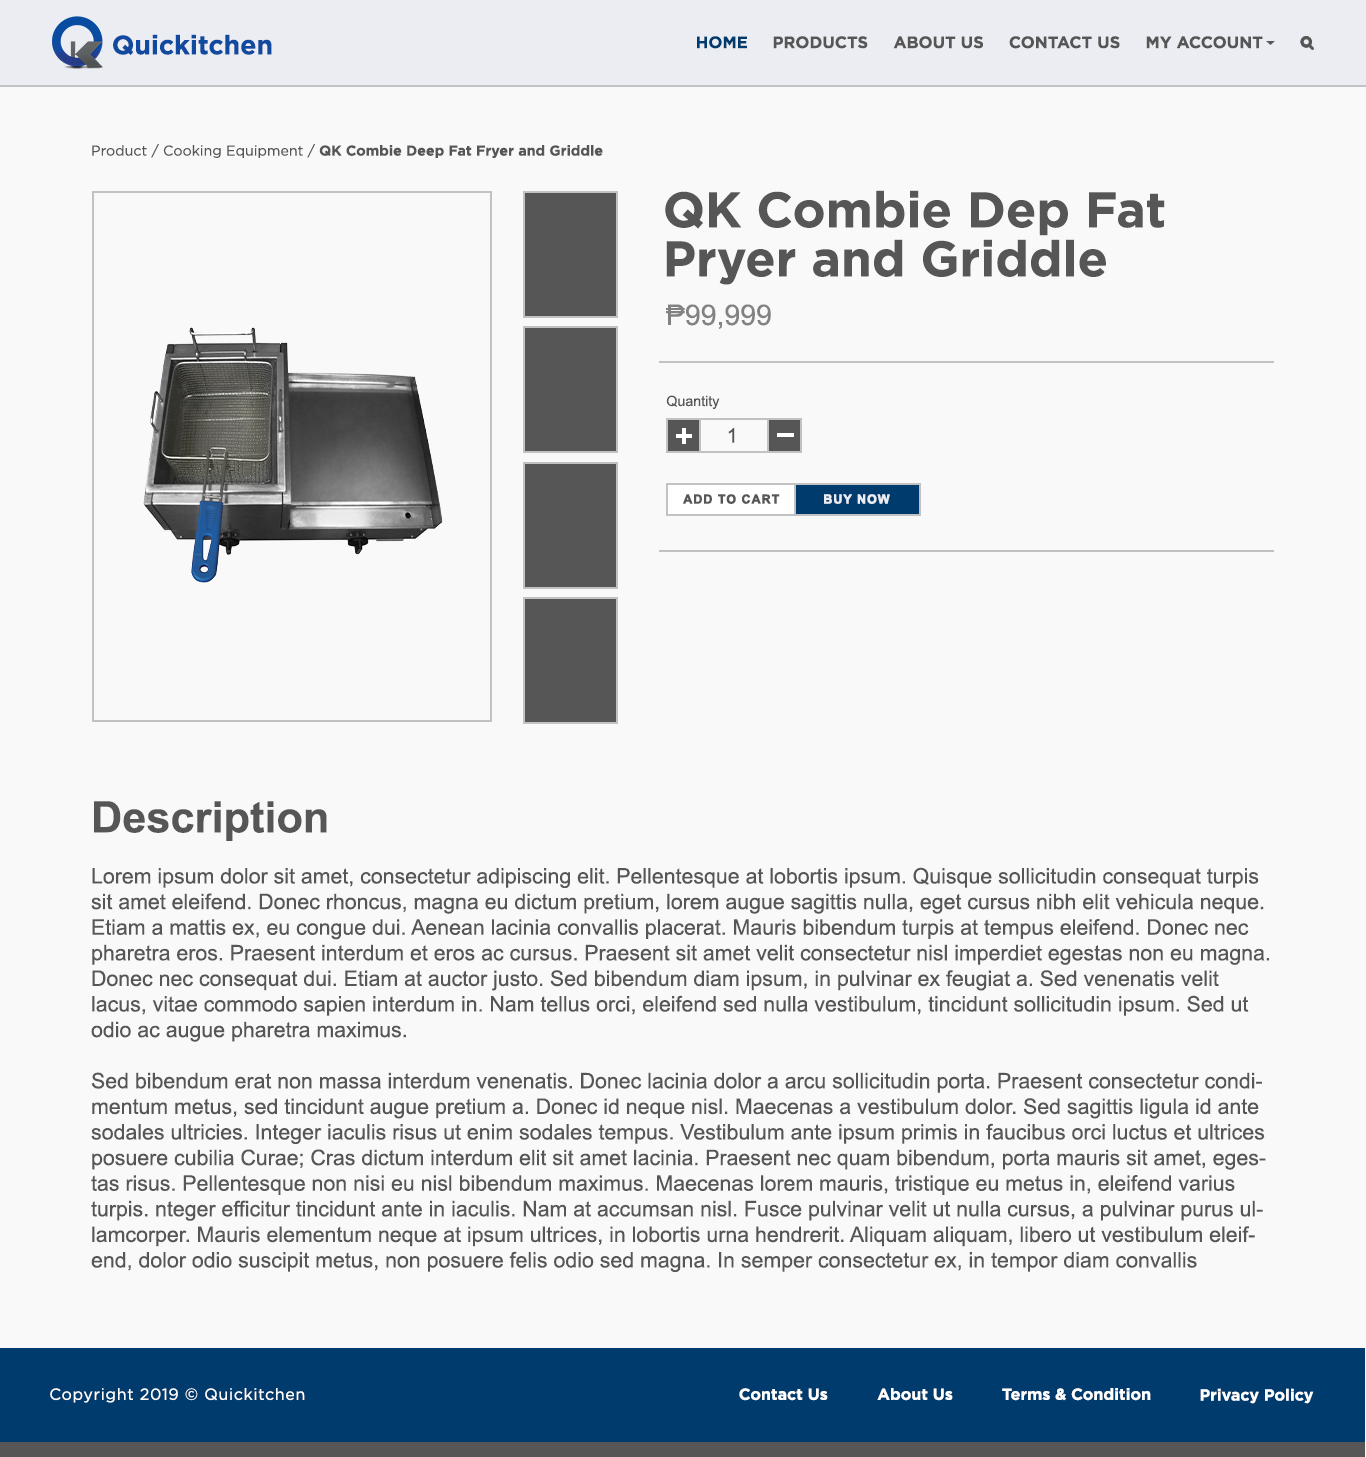 Quickitchen
HOME PRODUCTS ABOUT US CONTACT US MY ACCOUNT
Product / Cooking Equipment / QK Combie Deep Fat Fryer and Griddle
QK Combie Dep Fat
Pryer and Griddle
₱99,999
Quantity
+ 1 −
ADD TO CART BUY NOW
Description
Lorem ipsum dolor sit amet, consectetur adipiscing elit. Pellentesque at lobortis ipsum. Quisque sollicitudin consequat turpis
sit amet eleifend. Donec rhoncus, magna eu dictum pretium, lorem augue sagittis nulla, eget cursus nibh elit vehicula neque.
Etiam a mattis ex, eu congue dui. Aenean lacinia convallis placerat. Mauris bibendum turpis at tempus eleifend. Donec nec
pharetra eros. Praesent interdum et eros ac cursus. Praesent sit amet velit consectetur nisl imperdiet egestas non eu magna.
Donec nec consequat dui. Etiam at auctor justo. Sed bibendum diam ipsum, in pulvinar ex feugiat a. Sed venenatis velit
lacus, vitae commodo sapien interdum in. Nam tellus orci, eleifend sed nulla vestibulum, tincidunt sollicitudin ipsum. Sed ut
odio ac augue pharetra maximus.
Sed bibendum erat non massa interdum venenatis. Donec lacinia dolor a arcu sollicitudin porta. Praesent consectetur condi-
mentum metus, sed tincidunt augue pretium a. Donec id neque nisl. Maecenas a vestibulum dolor. Sed sagittis ligula id ante
sodales ultricies. Integer iaculis risus ut enim sodales tempus. Vestibulum ante ipsum primis in faucibus orci luctus et ultrices
posuere cubilia Curae; Cras dictum interdum elit sit amet lacinia. Praesent nec quam bibendum, porta mauris sit amet, eges-
tas risus. Pellentesque non nisi eu nisl bibendum maximus. Maecenas lorem mauris, tristique eu metus in, eleifend varius
turpis. nteger efficitur tincidunt ante in iaculis. Nam at accumsan nisl. Fusce pulvinar velit ut nulla cursus, a pulvinar purus ul-
lamcorper. Mauris elementum neque at ipsum ultrices, in lobortis urna hendrerit. Aliquam aliquam, libero ut vestibulum eleif-
end, dolor odio suscipit metus, non posuere felis odio sed magna. In semper consectetur ex, in tempor diam convallis
Copyright 2019 © Quickitchen Contact Us About Us Terms & Condition Privacy Policy